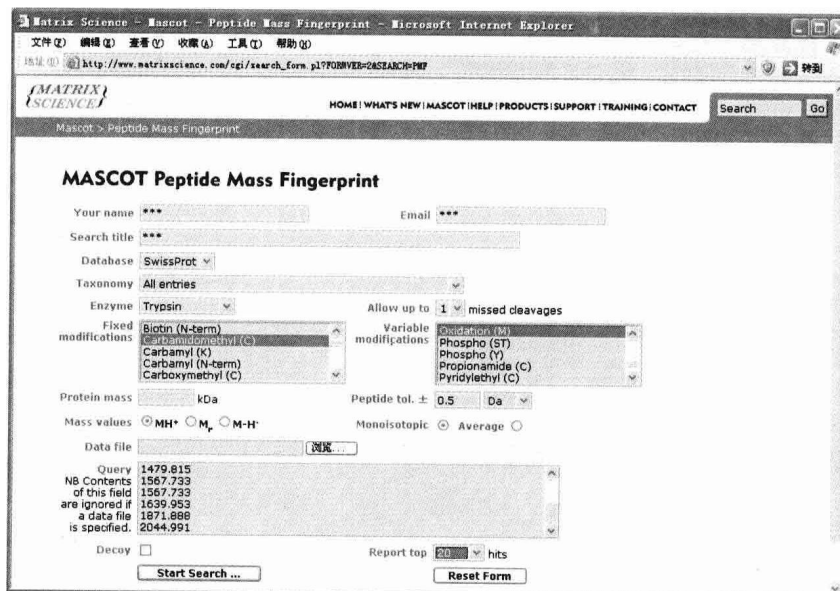 Matrix Science - Mascot - Peptide Mass Fingerprint - Microsoft Internet Explorer
文件(F) 编辑(E) 查看(V) 收藏(A) 工具(T) 帮助(H)
地址(D) http://www.matrixscience.com/cgi/search_form.pl?FORMVER=2&SEARCH=PMF 转到
{MATRIX}
{SCIENCE}
HOME | WHAT'S NEW | MASCOT | HELP | PRODUCTS | SUPPORT | TRAINING | CONTACT Search Go
Mascot > Peptide Mass Fingerprint
MASCOT Peptide Mass Fingerprint
Your name *** Email ***
Search title ***
Database SwissProt
Taxonomy All entries
Enzyme Trypsin Allow up to 1 missed cleavages
Fixed modifications
Biotin (N-term)
Carbamidomethyl (C)
Carbamyl (K)
Carbamyl (N-term)
Carboxymethyl (C)
Variable modifications
Oxidation (M)
Phospho (ST)
Phospho (Y)
Propionamide (C)
Pyridylethyl (C)
Protein mass kDa Peptide tol. ± 0.5 Da
Mass values MH+ Mr M-H- Monoisotopic Average
Data file 浏览...
Query
NB Contents
of this field
are ignored if
a data file
is specified.
1479.815
1567.733
1567.733
1639.953
1871.888
2044.991
Decoy Report top 20 hits
Start Search ... Reset Form